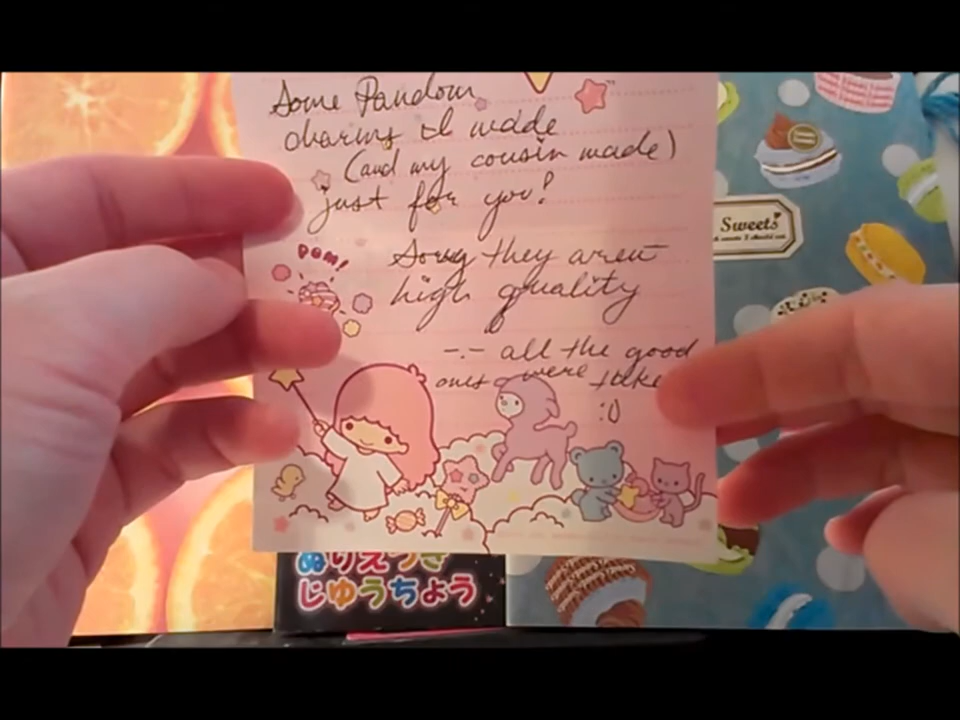 Some Random
charms I made
(and my cousin made)
just for you!
POM!
Sorry they aren't
high quality
-.- all the good
ones were take
:D
Sweets
ぬりえつき
じゆうちょう